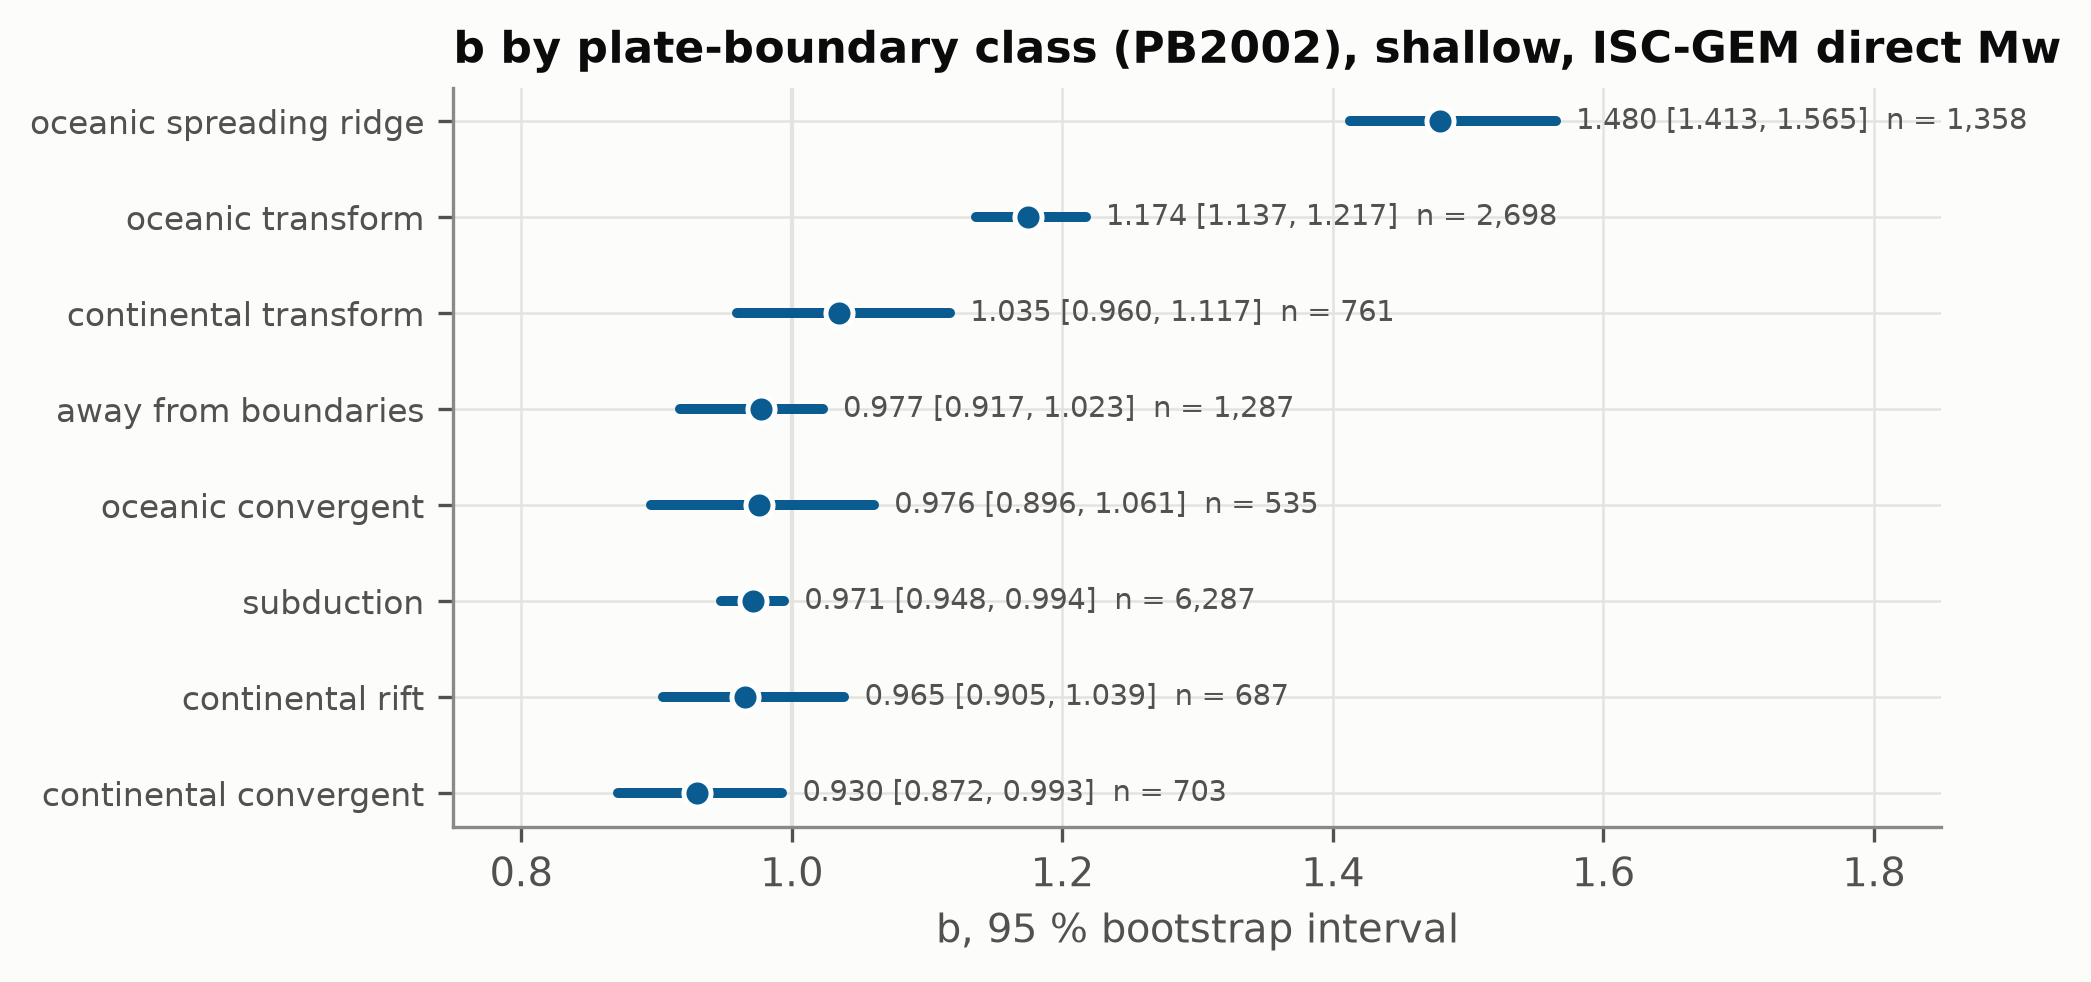 b by plate-boundary class (PB2002), shallow, ISC-GEM direct Mw
oceanic spreading ridge
1.480 [1.413, 1.565]  n = 1,358
oceanic transform
1.174 [1.137, 1.217]  n = 2,698
continental transform
1.035 [0.960, 1.117]  n = 761
away from boundaries
0.977 [0.917, 1.023]  n = 1,287
oceanic convergent
0.976 [0.896, 1.061]  n = 535
subduction
0.971 [0.948, 0.994]  n = 6,287
continental rift
0.965 [0.905, 1.039]  n = 687
continental convergent
0.930 [0.872, 0.993]  n = 703
0.8 1.0 1.2 1.4 1.6 1.8
b, 95 % bootstrap interval